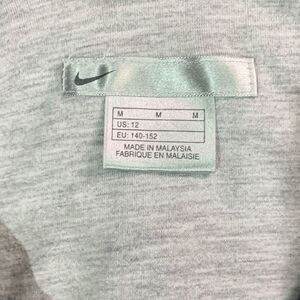 M M M
US: 12
EU: 140-152
MADE IN MALAYSIA
FABRIQUE EN MALAISIE